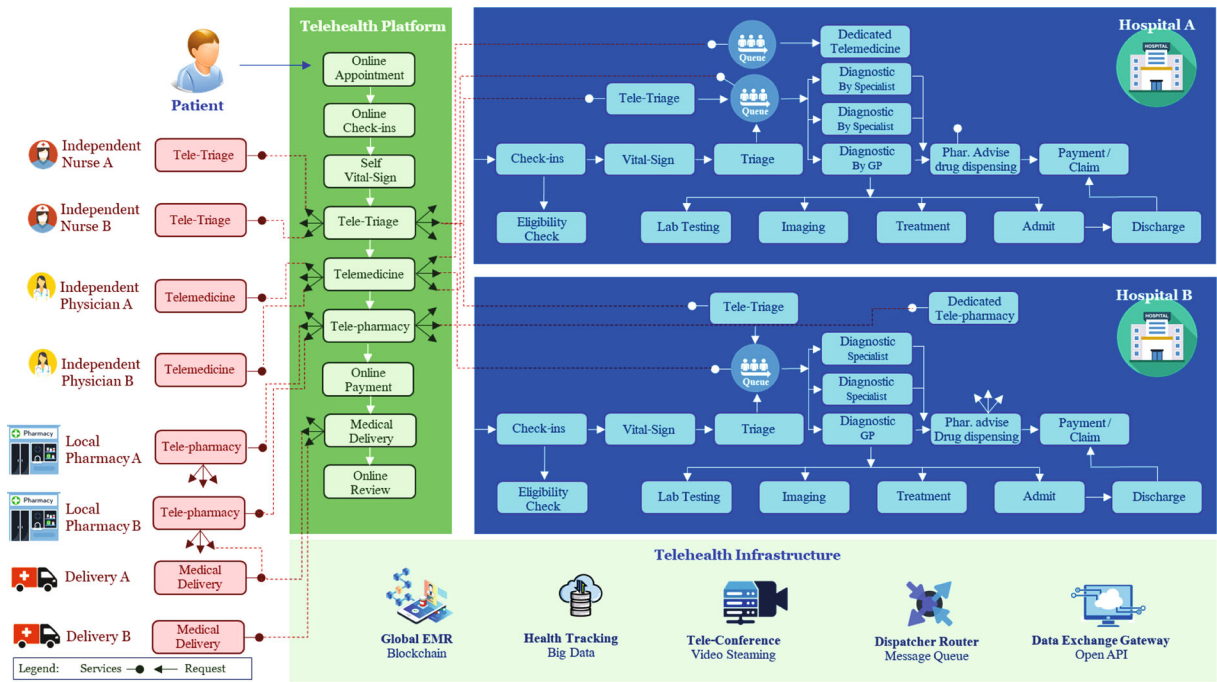 Patient
Independent
Nurse A
Tele-Triage
Independent
Nurse B
Tele-Triage
Independent
Physician A
Telemedicine
Independent
Physician B
Telemedicine
Pharmacy
Local
Pharmacy A
Tele-pharmacy
Pharmacy
Local
Pharmacy B
Tele-pharmacy
Delivery A
Medical
Delivery
Delivery B
Medical
Delivery
Legend:
Services
Request
Telehealth Platform
Online
Appointment
Online
Check-ins
Self
Vital-Sign
Tele-Triage
Telemedicine
Tele-pharmacy
Online
Payment
Medical
Delivery
Online
Review
Hospital A
HOSPITAL
Queue
Dedicated
Telemedicine
Tele-Triage
Queue
Diagnostic
By Specialist
Diagnostic
By Specialist
Check-ins
Vital-Sign
Triage
Diagnostic
By GP
Phar. Advise
drug dispensing
Payment/
Claim
Eligibility
Check
Lab Testing
Imaging
Treatment
Admit
Discharge
Hospital B
HOSPITAL
Tele-Triage
Dedicated
Tele-pharmacy
Queue
Diagnostic
Specialist
Diagnostic
Specialist
Check-ins
Vital-Sign
Triage
Diagnostic
GP
Phar. advise
Drug dispensing
Payment/
Claim
Eligibility
Check
Lab Testing
Imaging
Treatment
Admit
Discharge
Telehealth Infrastructure
Global EMR
Blockchain
Health Tracking
Big Data
Tele-Conference
Video Steaming
Dispatcher Router
Message Queue
Data Exchange Gateway
Open API